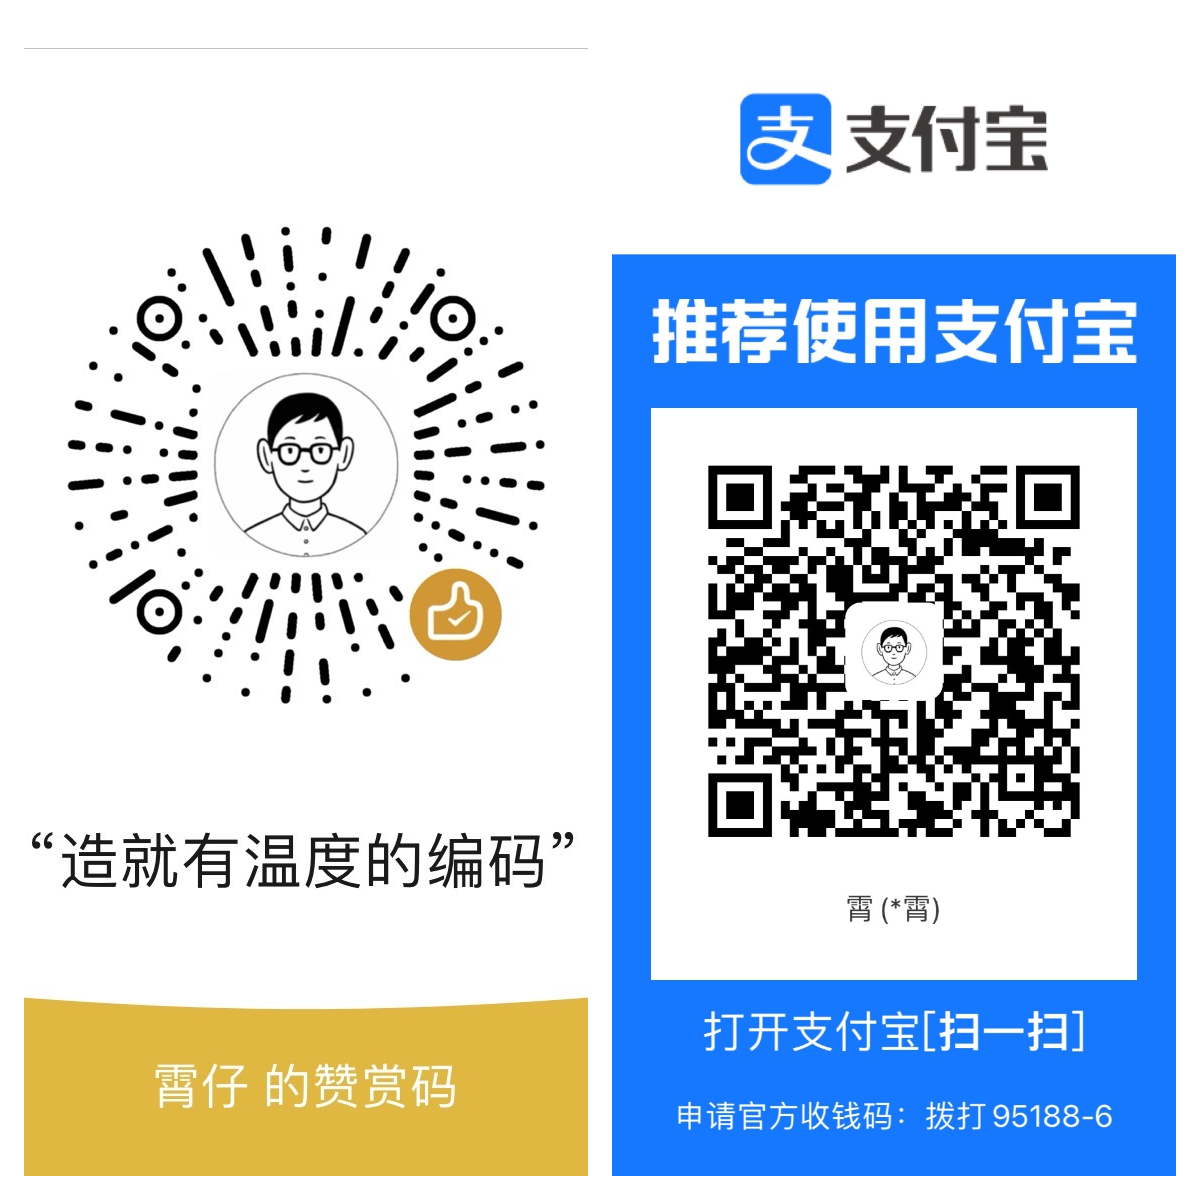 “造就有温度的编码”
霄仔 的赞赏码
支 支付宝
推荐使用支付宝
霄 (*霄)
打开支付宝[扫一扫]
申请官方收钱码：拨打 95188-6